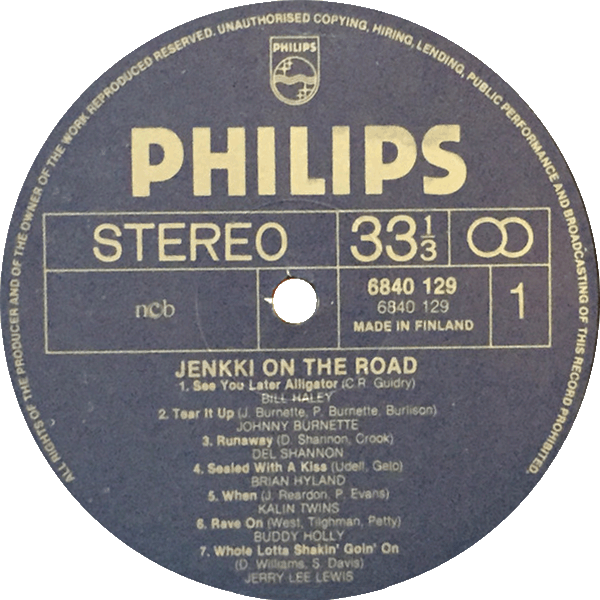 ALL RIGHTS OF THE PRODUCER AND OF THE OWNER OF THE WORK REPRODUCED RESERVED. UNAUTHORISED COPYING, HIRING, LENDING, PUBLIC PERFORMANCE AND BROADCASTING OF THIS RECORD PROHIBITED.
PHILIPS
PHILIPS
STEREO
33 1/3
ncb
6840 129
6840 129
MADE IN FINLAND
1
JENKKI ON THE ROAD
1. See You Later Alligator (C.R. Guidry)
BILL HALEY
2. Tear It Up (J. Burnette, P. Burnette, Burlison)
JOHNNY BURNETTE
3. Runaway (D. Shannon, Crook)
DEL SHANNON
4. Sealed With A Kiss (Udell, Geld)
BRIAN HYLAND
5. When (J. Reardon, P. Evans)
KALIN TWINS
6. Rave On (West, Tilghman, Petty)
BUDDY HOLLY
7. Whole Lotta Shakin' Goin' On
(D. Williams, S. Davis)
JERRY LEE LEWIS